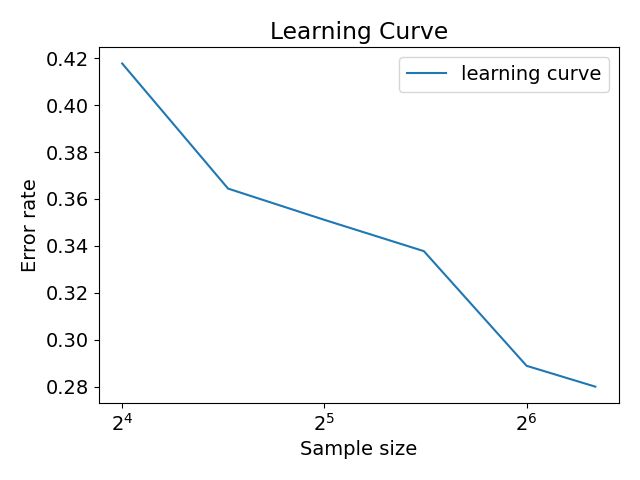 Learning Curve
learning curve
0.42
0.40
0.38
0.36
0.34
0.32
0.30
0.28
Error rate
2⁴ 2⁵ 2⁶
Sample size